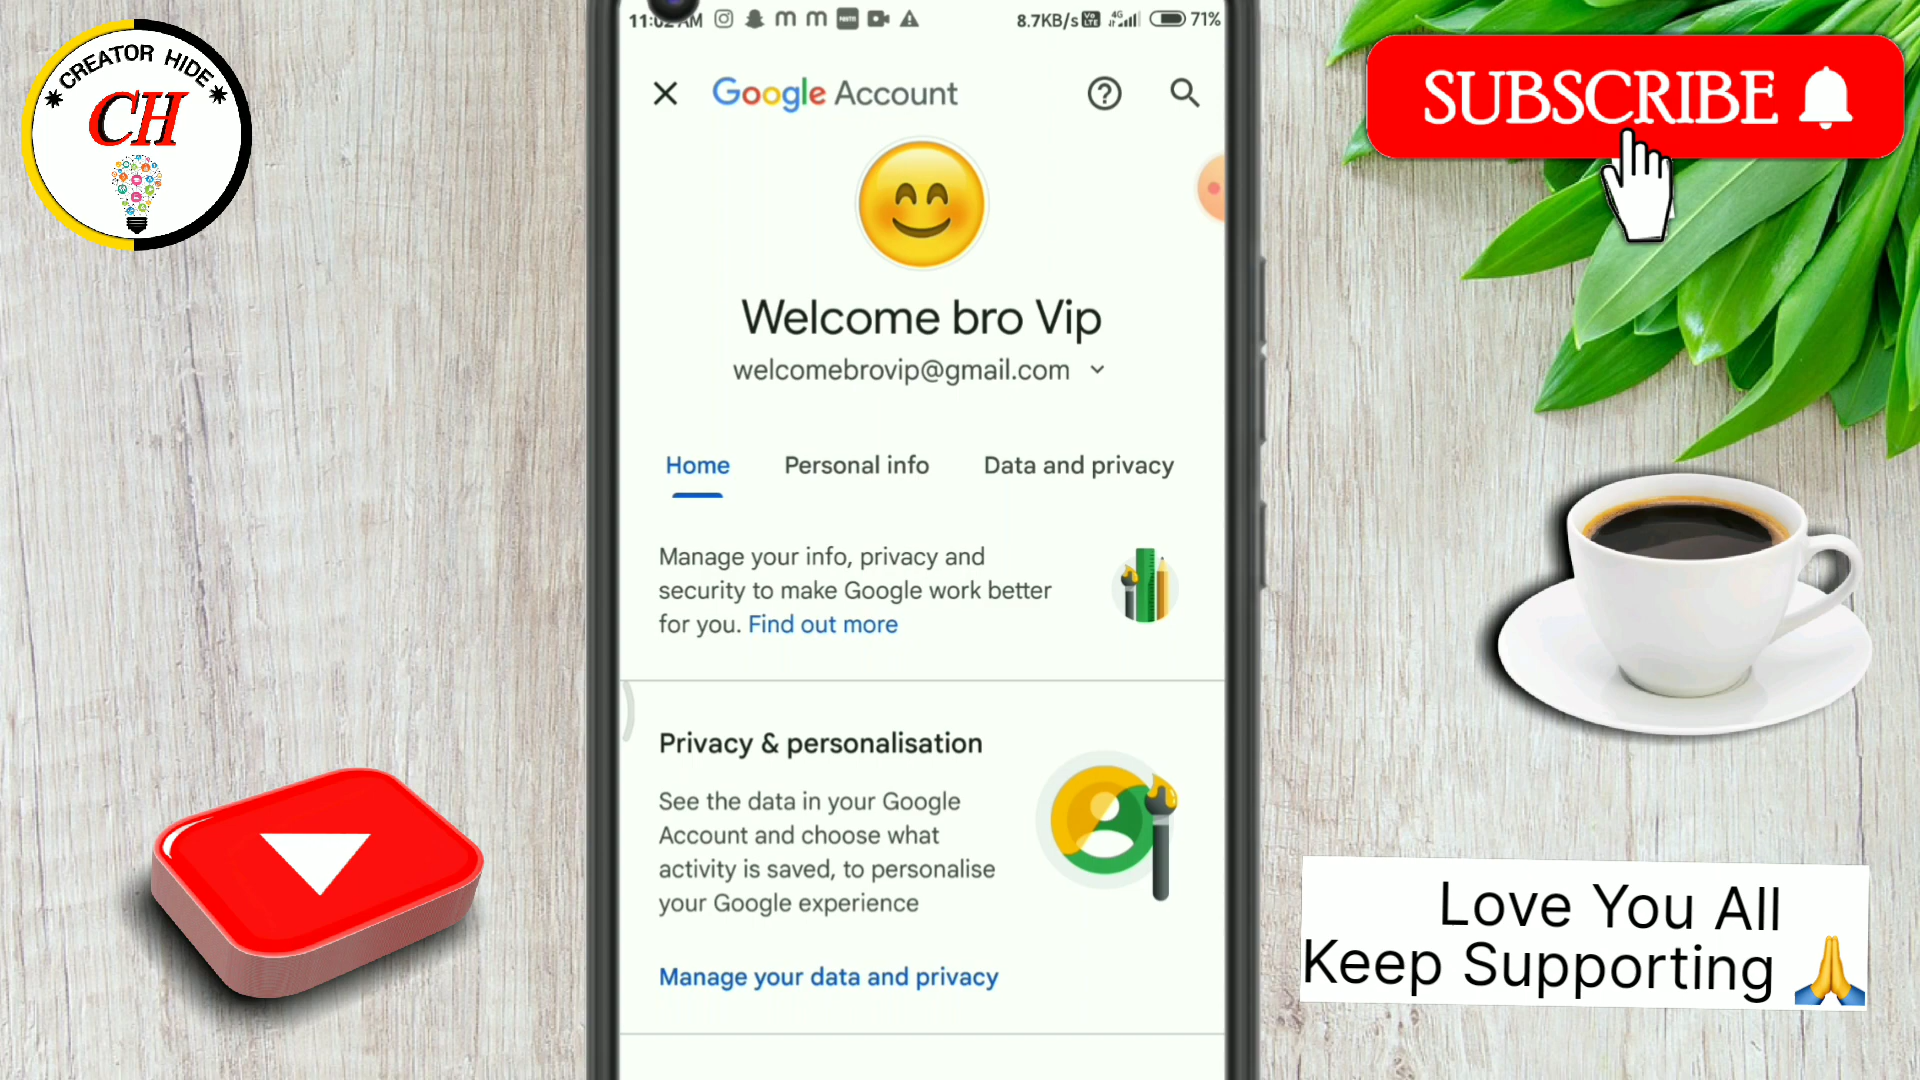 CREATOR HIDE
CH
11:02 AM
8.7KB/s
Vo LTE
4G
71%
Google Account
Welcome bro Vip
welcomebrovip@gmail.com
Home Personal info Data and privacy
Manage your info, privacy and
security to make Google work better
for you. Find out more
Privacy & personalisation
See the data in your Google
Account and choose what
activity is saved, to personalise
your Google experience
Manage your data and privacy
SUBSCRIBE
Love You All
Keep Supporting 🙏